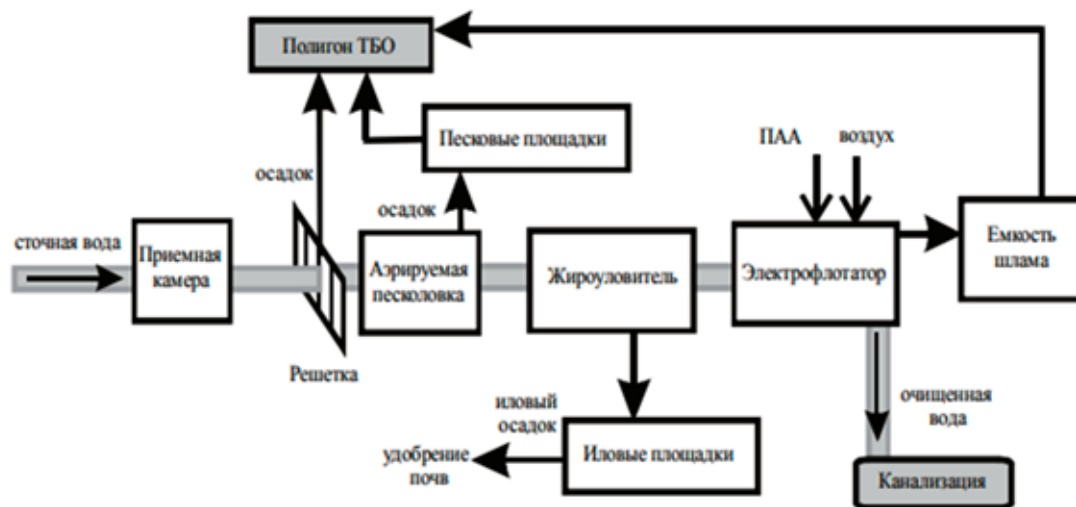 Полигон ТБО
Песковые площадки
ПАА
воздух
осадок
осадок
сточная вода
Приемная
камера
Аэрируемая
песколовка
Жироуловитель
Электрофлотатор
Емкость
шлама
Решетка
иловый
осадок
очищенная
вода
удобрение
почв
Иловые площадки
Канализация